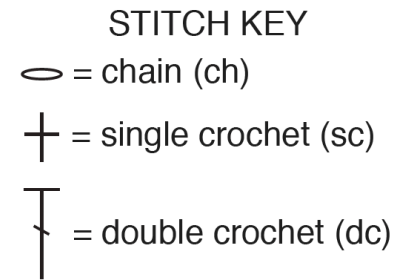 STITCH KEY
= chain (ch)
= single crochet (sc)
= double crochet (dc)